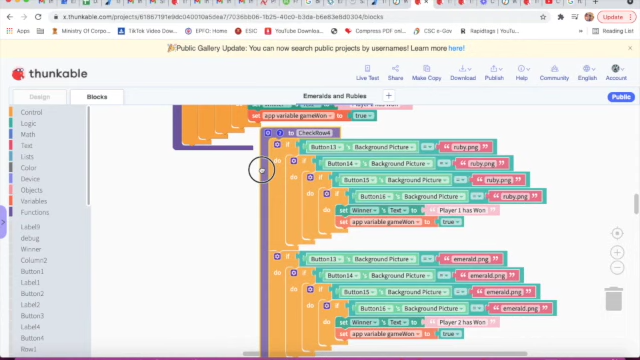 x.thunkable.com/projects/
Update
Apps
Ministry Of Corpo...
TikTok Video Dow...
EPFO
ESIC
Youtube Download...
Compress PDF onl...
CRSORGI
e-GOV
Rapidtags | YouTu...
Reading List
Public Gallery Update: You can now search public projects by usernames! Learn more here!
thunkable
Live Test
Share
Make Copy
Download
Publish
Help
Community
English
Account
Design
Blocks
Emeralds and Rubies
Public
Control
Logic
Math
Text
Lists
Color
Device
Objects
Variables
Functions
Label9
debug
Winner
Column2
Button1
Label1
Button2
Label2
Button3
Label3
Button4
Label4
Row1
set app variable gameWon to true
to CheckRow4
if Button13 's Background Picture = " ruby.png "
do if Button14 's Background Picture = " ruby.png "
do if Button15 's Background Picture = " ruby.png "
do if Button16 's Background Picture = " ruby.png "
do set Winner 's Text to " Player 1 has Won
set app variable gameWon to true
if Button13 's Background Picture = " emerald.png "
do if Button14 's Background Picture = " emerald.png "
do if Button15 's Background Picture = " emerald.png "
do if Button16 's Background Picture = " emerald.png "
do set Winner 's Text to " Player 2 has Won
set app variable gameWon to true